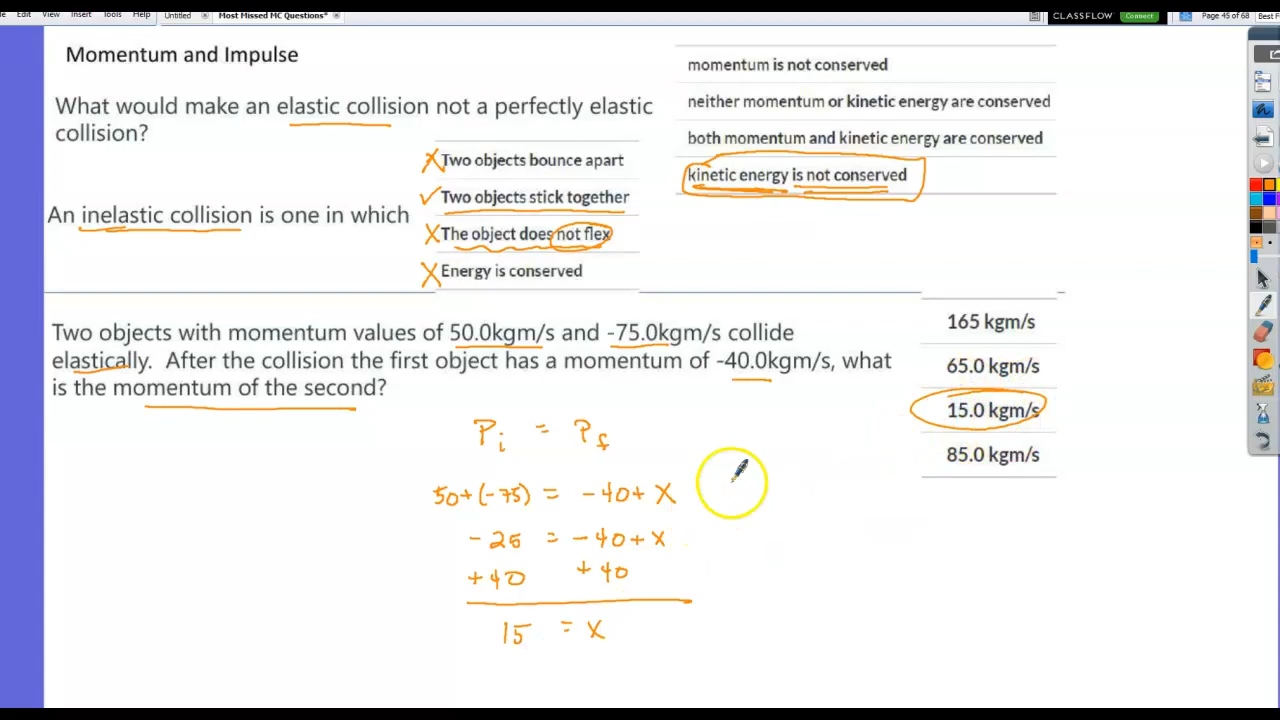 View Insert Tools Help Untitled Most Missed MC Questions* CLASSFLOW Connect Page 45 of 68 Best F
Momentum and Impulse
What would make an elastic collision not a perfectly elastic
collision?
Two objects bounce apart
Two objects stick together
The object does not flex
Energy is conserved
An inelastic collision is one in which
momentum is not conserved
neither momentum or kinetic energy are conserved
both momentum and kinetic energy are conserved
kinetic energy is not conserved
Two objects with momentum values of 50.0kgm/s and -75.0kgm/s collide
elastically. After the collision the first object has a momentum of -40.0kgm/s, what
is the momentum of the second?
165 kgm/s
65.0 kgm/s
15.0 kgm/s
85.0 kgm/s
Pi = Pf
50+(-75) = -40+X
-25 = -40+X
+40 +40
15 = X